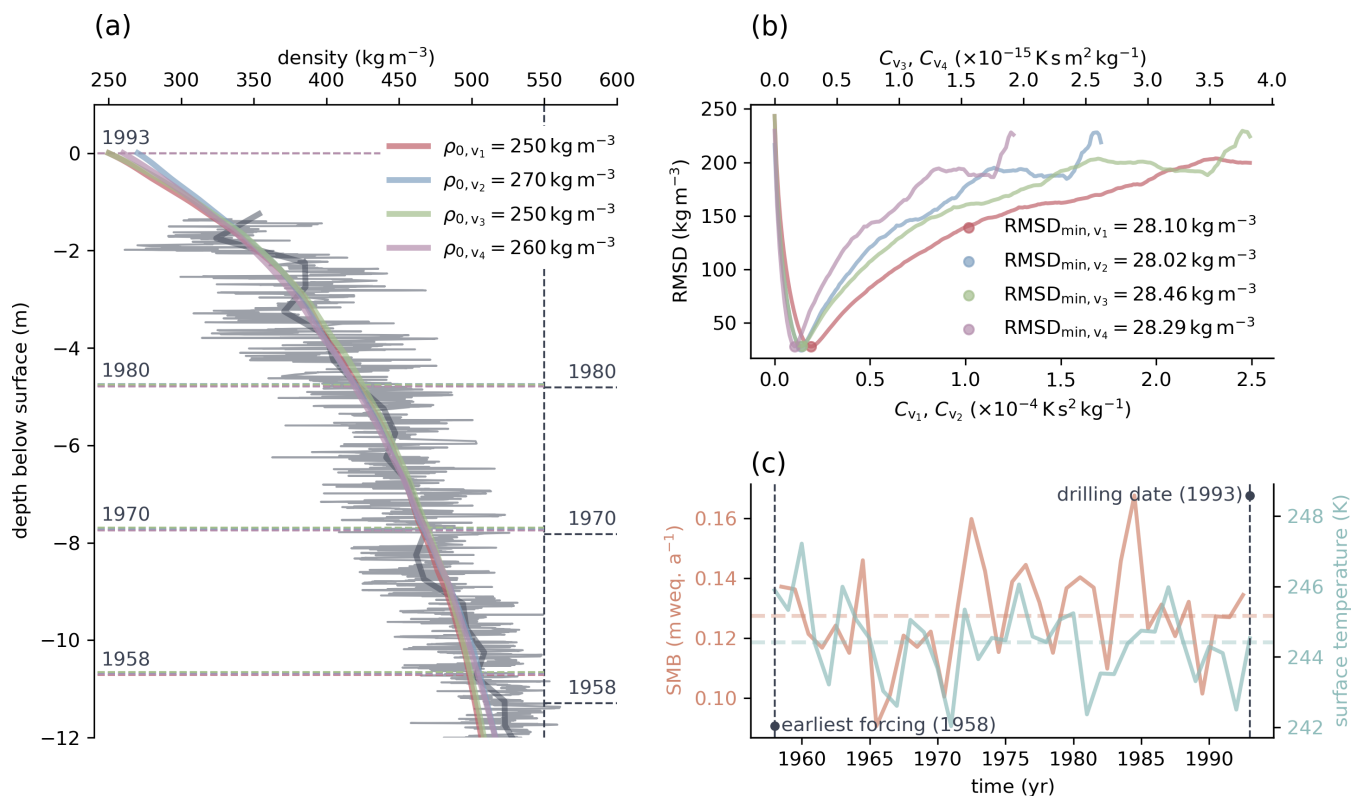 (a)
density (kg m⁻³)
250 300 350 400 450 500 550 600
1993
ρ₀,ᵥ₁ = 250 kg m⁻³
ρ₀,ᵥ₂ = 270 kg m⁻³
ρ₀,ᵥ₃ = 250 kg m⁻³
ρ₀,ᵥ₄ = 260 kg m⁻³
depth below surface (m)
0
−2
−4
−6
−8
−10
−12
1980
1980
1970
1970
1958
1958
(b)
Cᵥ₃, Cᵥ₄ (×10⁻¹⁵ K s m² kg⁻¹)
0.0 0.6 1.3 1.9 2.6 3.2 3.8 4.0
RMSD (kg m⁻³)
250
200
150
100
50
RMSDmin, v₁ = 28.10 kg m⁻³
RMSDmin, v₂ = 28.02 kg m⁻³
RMSDmin, v₃ = 28.46 kg m⁻³
RMSDmin, v₄ = 28.29 kg m⁻³
0.0 0.5 1.0 1.5 2.0 2.5
Cᵥ₁, Cᵥ₂ (×10⁻⁴ K s² kg⁻¹)
(c)
drilling date (1993)
SMB (m weq. a⁻¹)
0.16
0.14
0.12
0.10
248
246
244
242
surface temperature (K)
earliest forcing (1958)
1960 1965 1970 1975 1980 1985 1990
time (yr)